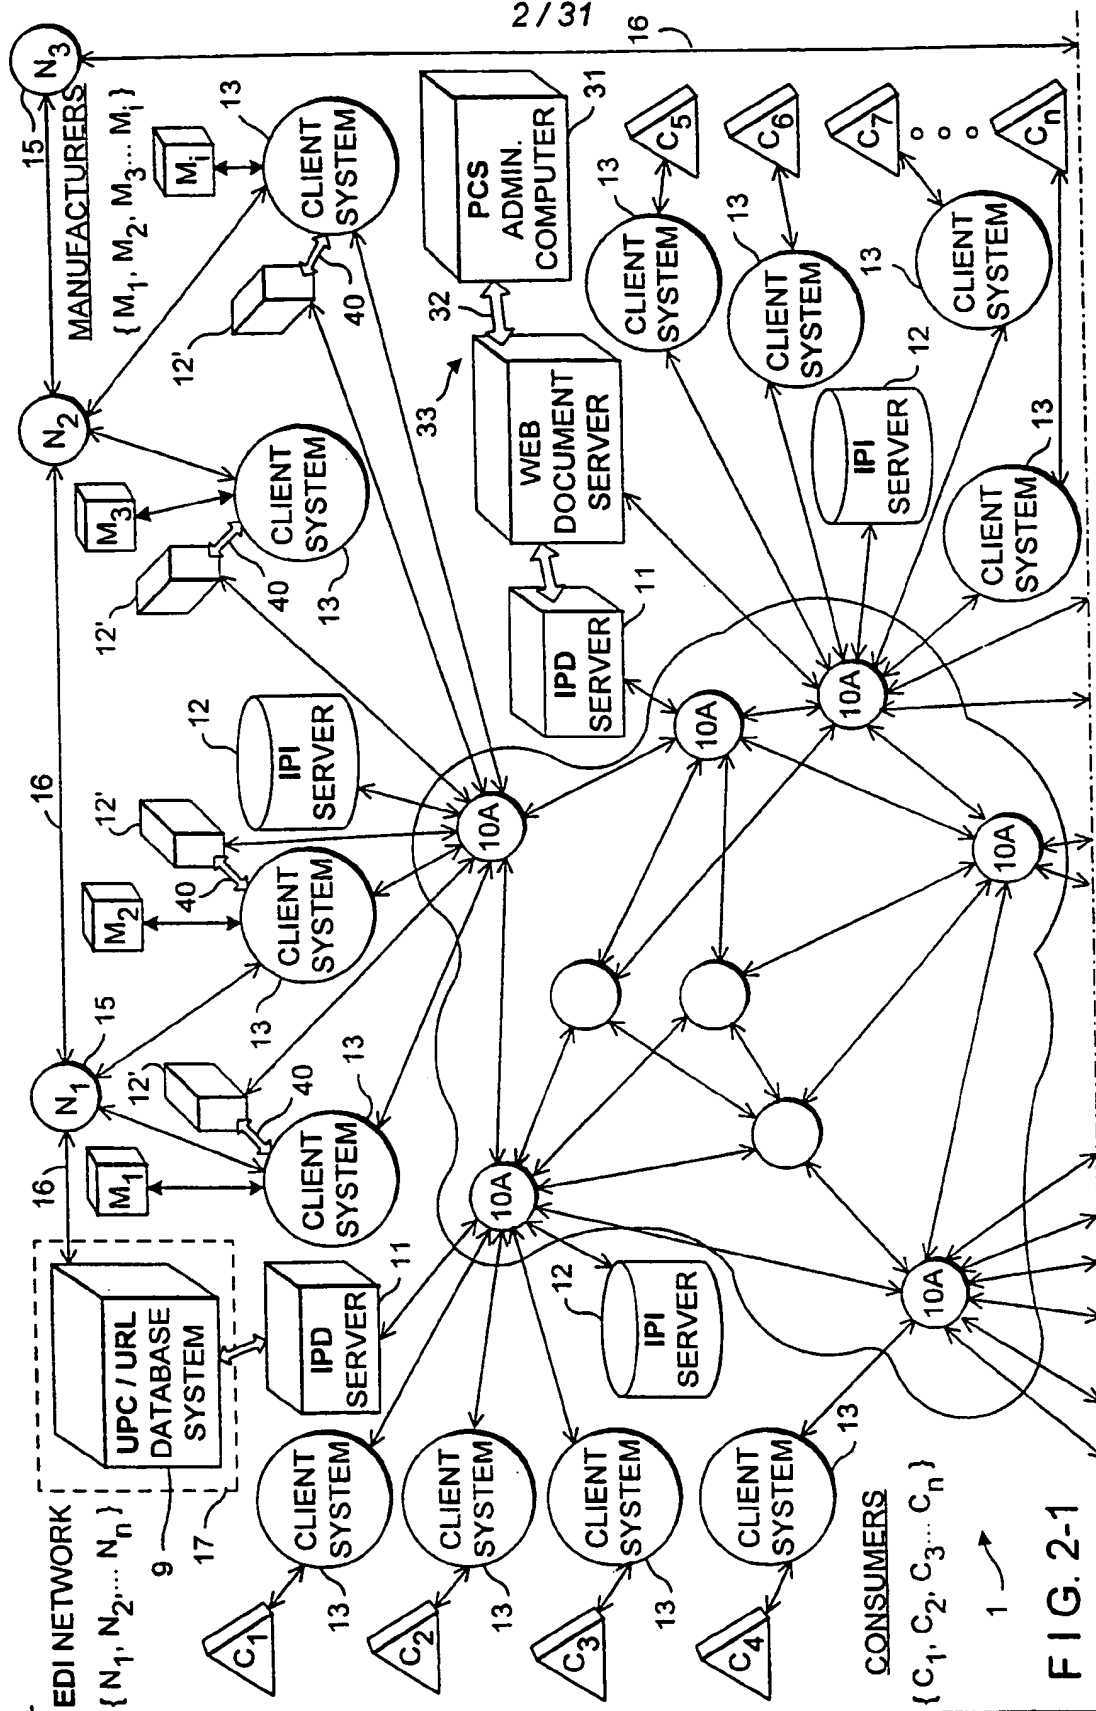 2/31
EDI NETWORK
{ N1, N2,... Nn }
9
17
UPC / URL
DATABASE
SYSTEM
16
N1
15
16
N2
15
N3
16
MANUFACTURERS
{ M1, M2, M3... Mi }
M1
12'
40
13
CLIENT
SYSTEM
M2
12'
40
13
CLIENT
SYSTEM
12
IPI
SERVER
M3
12'
40
13
CLIENT
SYSTEM
Mi
13
12'
40
CLIENT
SYSTEM
IPD
SERVER
11
10A
10A
IPD
SERVER
11
33
WEB
DOCUMENT
SERVER
32
PCS
ADMIN.
COMPUTER
31
C1
13
CLIENT
SYSTEM
C2
13
CLIENT
SYSTEM
C3
13
CLIENT
SYSTEM
C4
CLIENT
SYSTEM
13
12
IPI
SERVER
10A
10A
10A
10A
13
CLIENT
SYSTEM
C5
13
CLIENT
SYSTEM
C6
12
IPI
SERVER
13
CLIENT
SYSTEM
C7
CLIENT
SYSTEM
13
Cn
CONSUMERS
{ C1, C2, C3... Cn }
1
FIG. 2-1